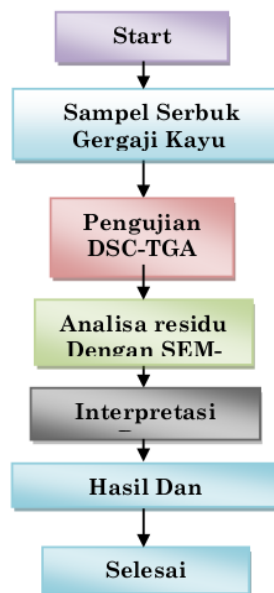 Start
Sampel Serbuk
Gergaji Kayu
Pengujian
DSC-TGA
Analisa residu
Dengan SEM-
Interpretasi
Hasil Dan
Selesai